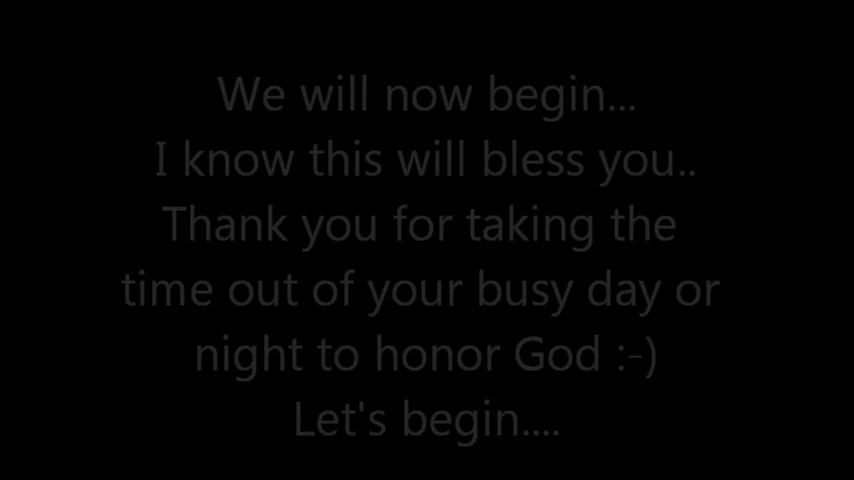 We will now begin...
I know this will bless you..
Thank you for taking the
time out of your busy day or
night to honor God :-)
Let's begin....